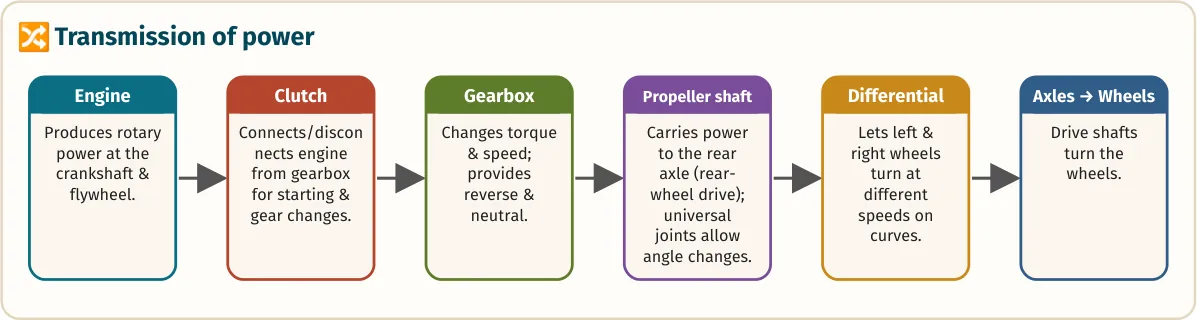 🔀 Transmission of power
Engine
Produces rotary
power at the
crankshaft &
flywheel.
Clutch
Connects/discon
nects engine
from gearbox
for starting &
gear changes.
Gearbox
Changes torque
& speed;
provides
reverse &
neutral.
Propeller shaft
Carries power
to the rear
axle (rear-
wheel drive);
universal
joints allow
angle changes.
Differential
Lets left &
right wheels
turn at
different
speeds on
curves.
Axles → Wheels
Drive shafts
turn the
wheels.